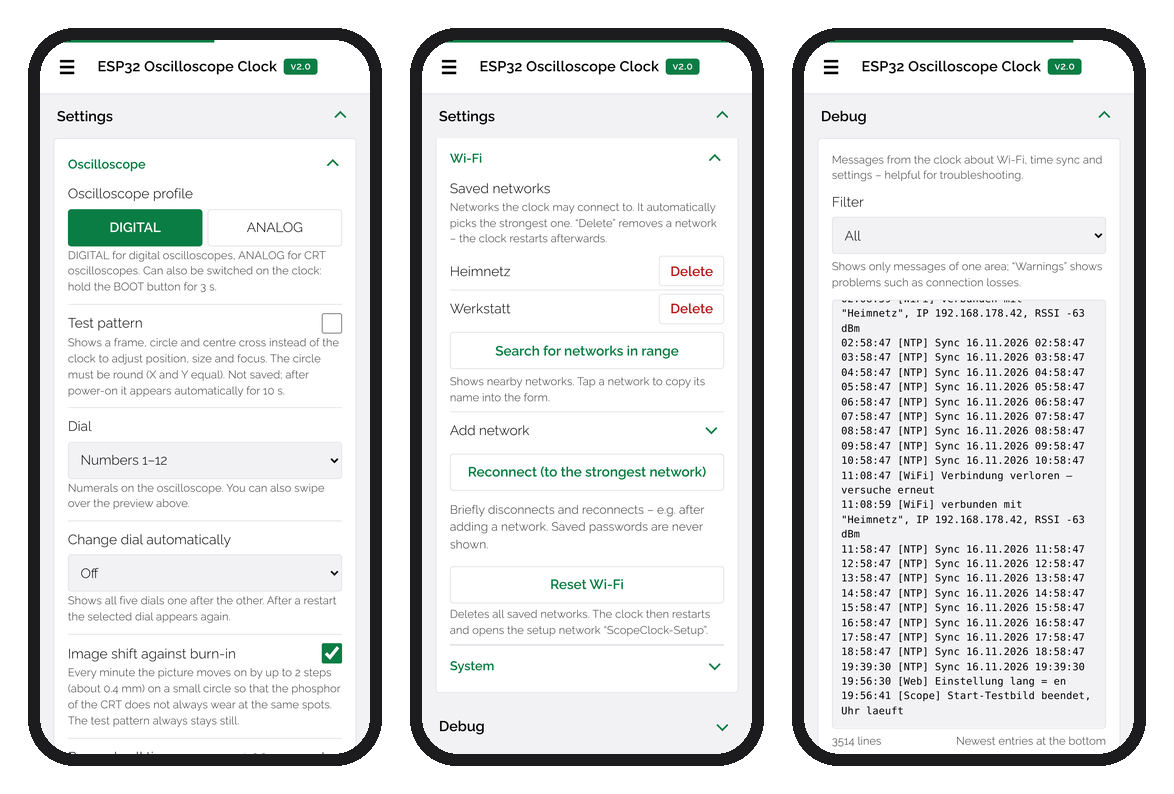 ESP32 Oscilloscope Clock v2.0
Settings
Oscilloscope
Oscilloscope profile
DIGITAL
ANALOG
DIGITAL for digital oscilloscopes, ANALOG for CRT
oscilloscopes. Can also be switched on the clock:
hold the BOOT button for 3 s.
Test pattern
Shows a frame, circle and centre cross instead of the
clock to adjust position, size and focus. The circle
must be round (X and Y equal). Not saved; after
power-on it appears automatically for 10 s.
Dial
Numbers 1–12
Numerals on the oscilloscope. You can also swipe
over the preview above.
Change dial automatically
Off
Shows all five dials one after the other. After a restart
the selected dial appears again.
Image shift against burn-in
Every minute the picture moves on by up to 2 steps
(about 0.4 mm) on a small circle so that the phosphor
of the CRT does not always wear at the same spots.
The test pattern always stays still.
ESP32 Oscilloscope Clock v2.0
Settings
Wi-Fi
Saved networks
Networks the clock may connect to. It automatically
picks the strongest one. “Delete” removes a network
– the clock restarts afterwards.
Heimnetz
Delete
Werkstatt
Delete
Search for networks in range
Shows nearby networks. Tap a network to copy its
name into the form.
Add network
Reconnect (to the strongest network)
Briefly disconnects and reconnects – e.g. after
adding a network. Saved passwords are never
shown.
Reset Wi-Fi
Deletes all saved networks. The clock then restarts
and opens the setup network “ScopeClock-Setup”.
System
Debug
ESP32 Oscilloscope Clock v2.0
Debug
Messages from the clock about Wi-Fi, time sync and
settings – helpful for troubleshooting.
Filter
All
Shows only messages of one area; “Warnings” shows
problems such as connection losses.
02:08:59 [WiFi] verbunden mit
"Heimnetz", IP 192.168.178.42, RSSI -63
dBm
02:58:47 [NTP] Sync 16.11.2026 02:58:47
03:58:47 [NTP] Sync 16.11.2026 03:58:47
04:58:47 [NTP] Sync 16.11.2026 04:58:47
05:58:47 [NTP] Sync 16.11.2026 05:58:47
06:58:47 [NTP] Sync 16.11.2026 06:58:47
07:58:47 [NTP] Sync 16.11.2026 07:58:47
08:58:47 [NTP] Sync 16.11.2026 08:58:47
09:58:47 [NTP] Sync 16.11.2026 09:58:47
10:58:47 [NTP] Sync 16.11.2026 10:58:47
11:08:47 [WiFi] Verbindung verloren –
versuche erneut
11:08:59 [WiFi] verbunden mit
"Heimnetz", IP 192.168.178.42, RSSI -63
dBm
11:58:47 [NTP] Sync 16.11.2026 11:58:47
12:58:47 [NTP] Sync 16.11.2026 12:58:47
13:58:47 [NTP] Sync 16.11.2026 13:58:47
14:58:47 [NTP] Sync 16.11.2026 14:58:47
15:58:47 [NTP] Sync 16.11.2026 15:58:47
16:58:47 [NTP] Sync 16.11.2026 16:58:47
17:58:47 [NTP] Sync 16.11.2026 17:58:47
18:58:47 [NTP] Sync 16.11.2026 18:58:47
19:39:30 [NTP] Sync 16.11.2026 19:39:30
19:56:30 [Web] Einstellung lang = en
19:56:41 [Scope] Start-Testbild beendet,
Uhr laeuft
3514 lines
Newest entries at the bottom